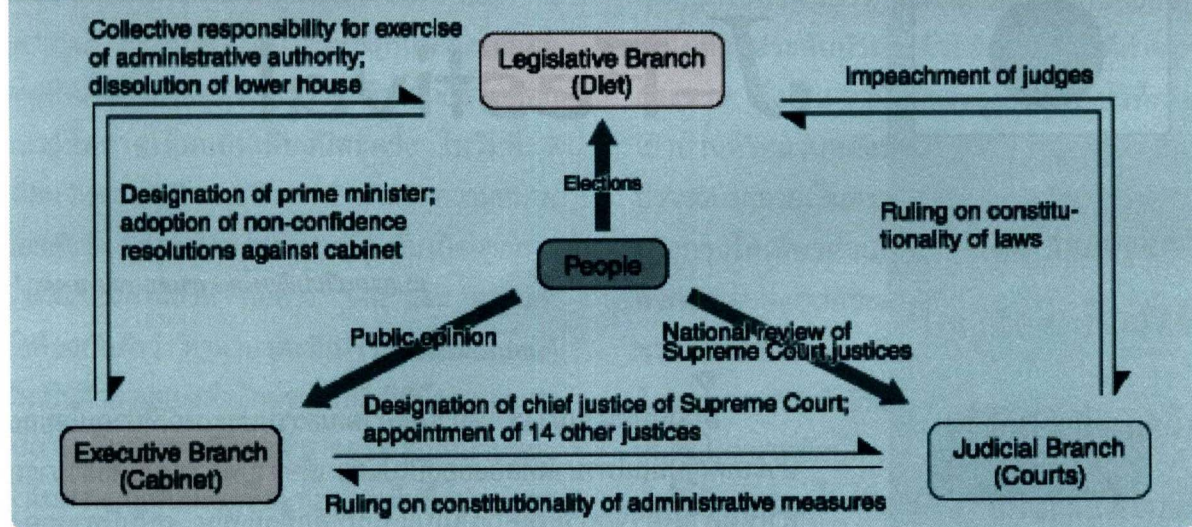 Collective responsibility for exercise
of administrative authority;
dissolution of lower house
Legislative Branch
(Diet)
Impeachment of judges
Elections
Designation of prime minister;
adoption of non-confidence
resolutions against cabinet
Ruling on constitu-
tionality of laws
People
Public opinion
National review of
Supreme Court justices
Designation of chief justice of Supreme Court;
appointment of 14 other justices
Executive Branch
(Cabinet)
Judicial Branch
(Courts)
Ruling on constitutionality of administrative measures